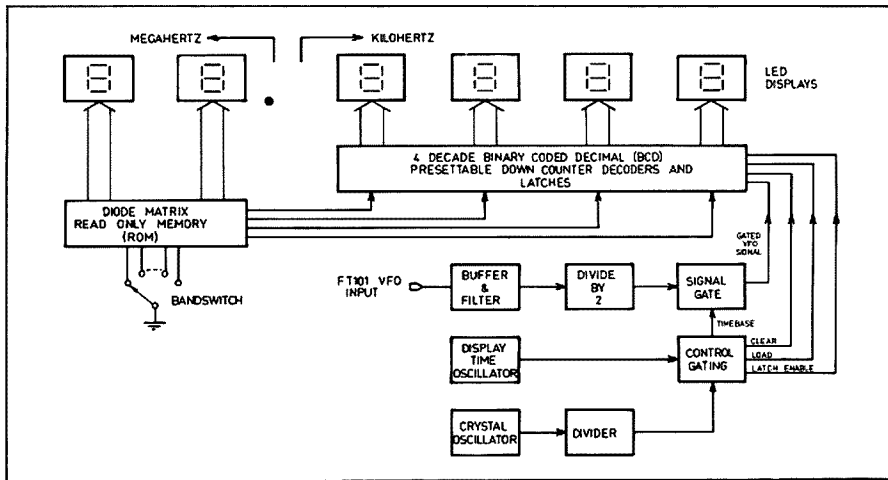 MEGAHERTZ
KILOHERTZ
LED
DISPLAYS
4 DECADE BINARY CODED DECIMAL (BCD)
PRESETTABLE DOWN COUNTER DECODERS AND
LATCHES
DIODE MATRIX
READ ONLY MEMORY
(ROM)
BANDSWITCH
GATED
VFO
SIGNAL
FT101 VFO
INPUT
BUFFER
&
FILTER
DIVIDE
BY
2
SIGNAL
GATE
TIMEBASE
DISPLAY
TIME
OSCILLATOR
CONTROL
GATING
CLEAR
LOAD
LATCH ENABLE
CRYSTAL
OSCILLATOR
DIVIDER